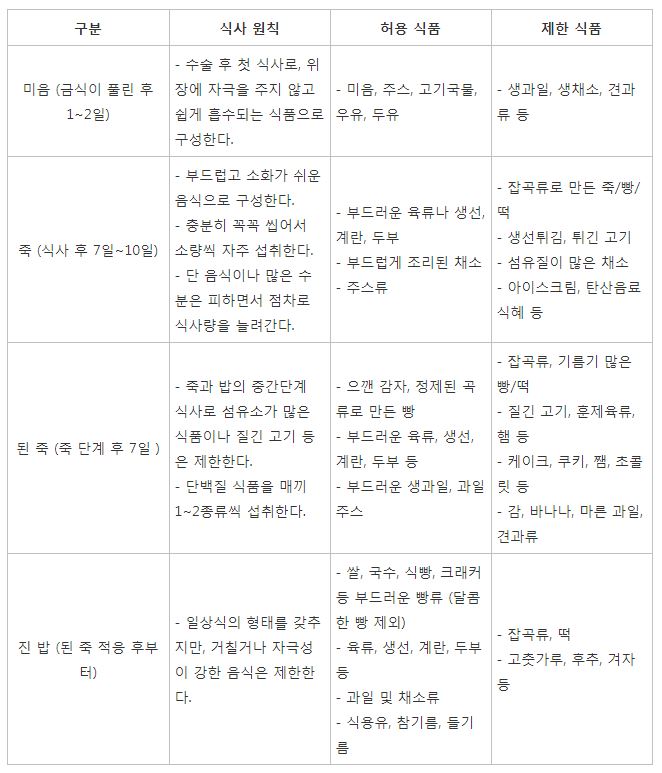 구분
식사 원칙
허용 식품
제한 식품
미음 (금식이 풀린 후
1~2일)
- 수술 후 첫 식사로, 위
장에 자극을 주지 않고
쉽게 흡수되는 식품으로
구성한다.
- 미음, 주스, 고기국물,
우유, 두유
- 생과일, 생채소, 견과
류 등
죽 (식사 후 7일~10일)
- 부드럽고 소화가 쉬운
음식으로 구성한다.
- 충분히 꼭꼭 씹어서
소량씩 자주 섭취한다.
- 단 음식이나 많은 수
분은 피하면서 점차로
식사량을 늘려간다.
- 부드러운 육류나 생선,
계란, 두부
- 부드럽게 조리된 채소
- 주스류
- 잡곡류로 만든 죽/빵/
떡
- 생선튀김, 튀긴 고기
- 섬유질이 많은 채소
- 아이스크림, 탄산음료
식혜 등
된 죽 (죽 단계 후 7일 )
- 죽과 밥의 중간단계
식사로 섬유소가 많은
식품이나 질긴 고기 등
은 제한한다.
- 단백질 식품을 매끼
1~2종류씩 섭취한다.
- 으깬 감자, 정제된 곡
류로 만든 빵
- 부드러운 육류, 생선,
계란, 두부 등
- 부드러운 생과일, 과일
주스
- 잡곡류, 기름기 많은
빵/떡
- 질긴 고기, 훈제육류,
햄 등
- 케이크, 쿠키, 쨈, 초콜
릿 등
- 감, 바나나, 마른 과일,
견과류
진 밥 (된 죽 적응 후부
터)
- 일상식의 형태를 갖추
지만, 거칠거나 자극성
이 강한 음식은 제한한
다.
- 쌀, 국수, 식빵, 크래커
등 부드러운 빵류 (달콤
한 빵 제외)
- 육류, 생선, 계란, 두부
등
- 과일 및 채소류
- 식용유, 참기름, 들기
름
- 잡곡류, 떡
- 고춧가루, 후추, 겨자
등